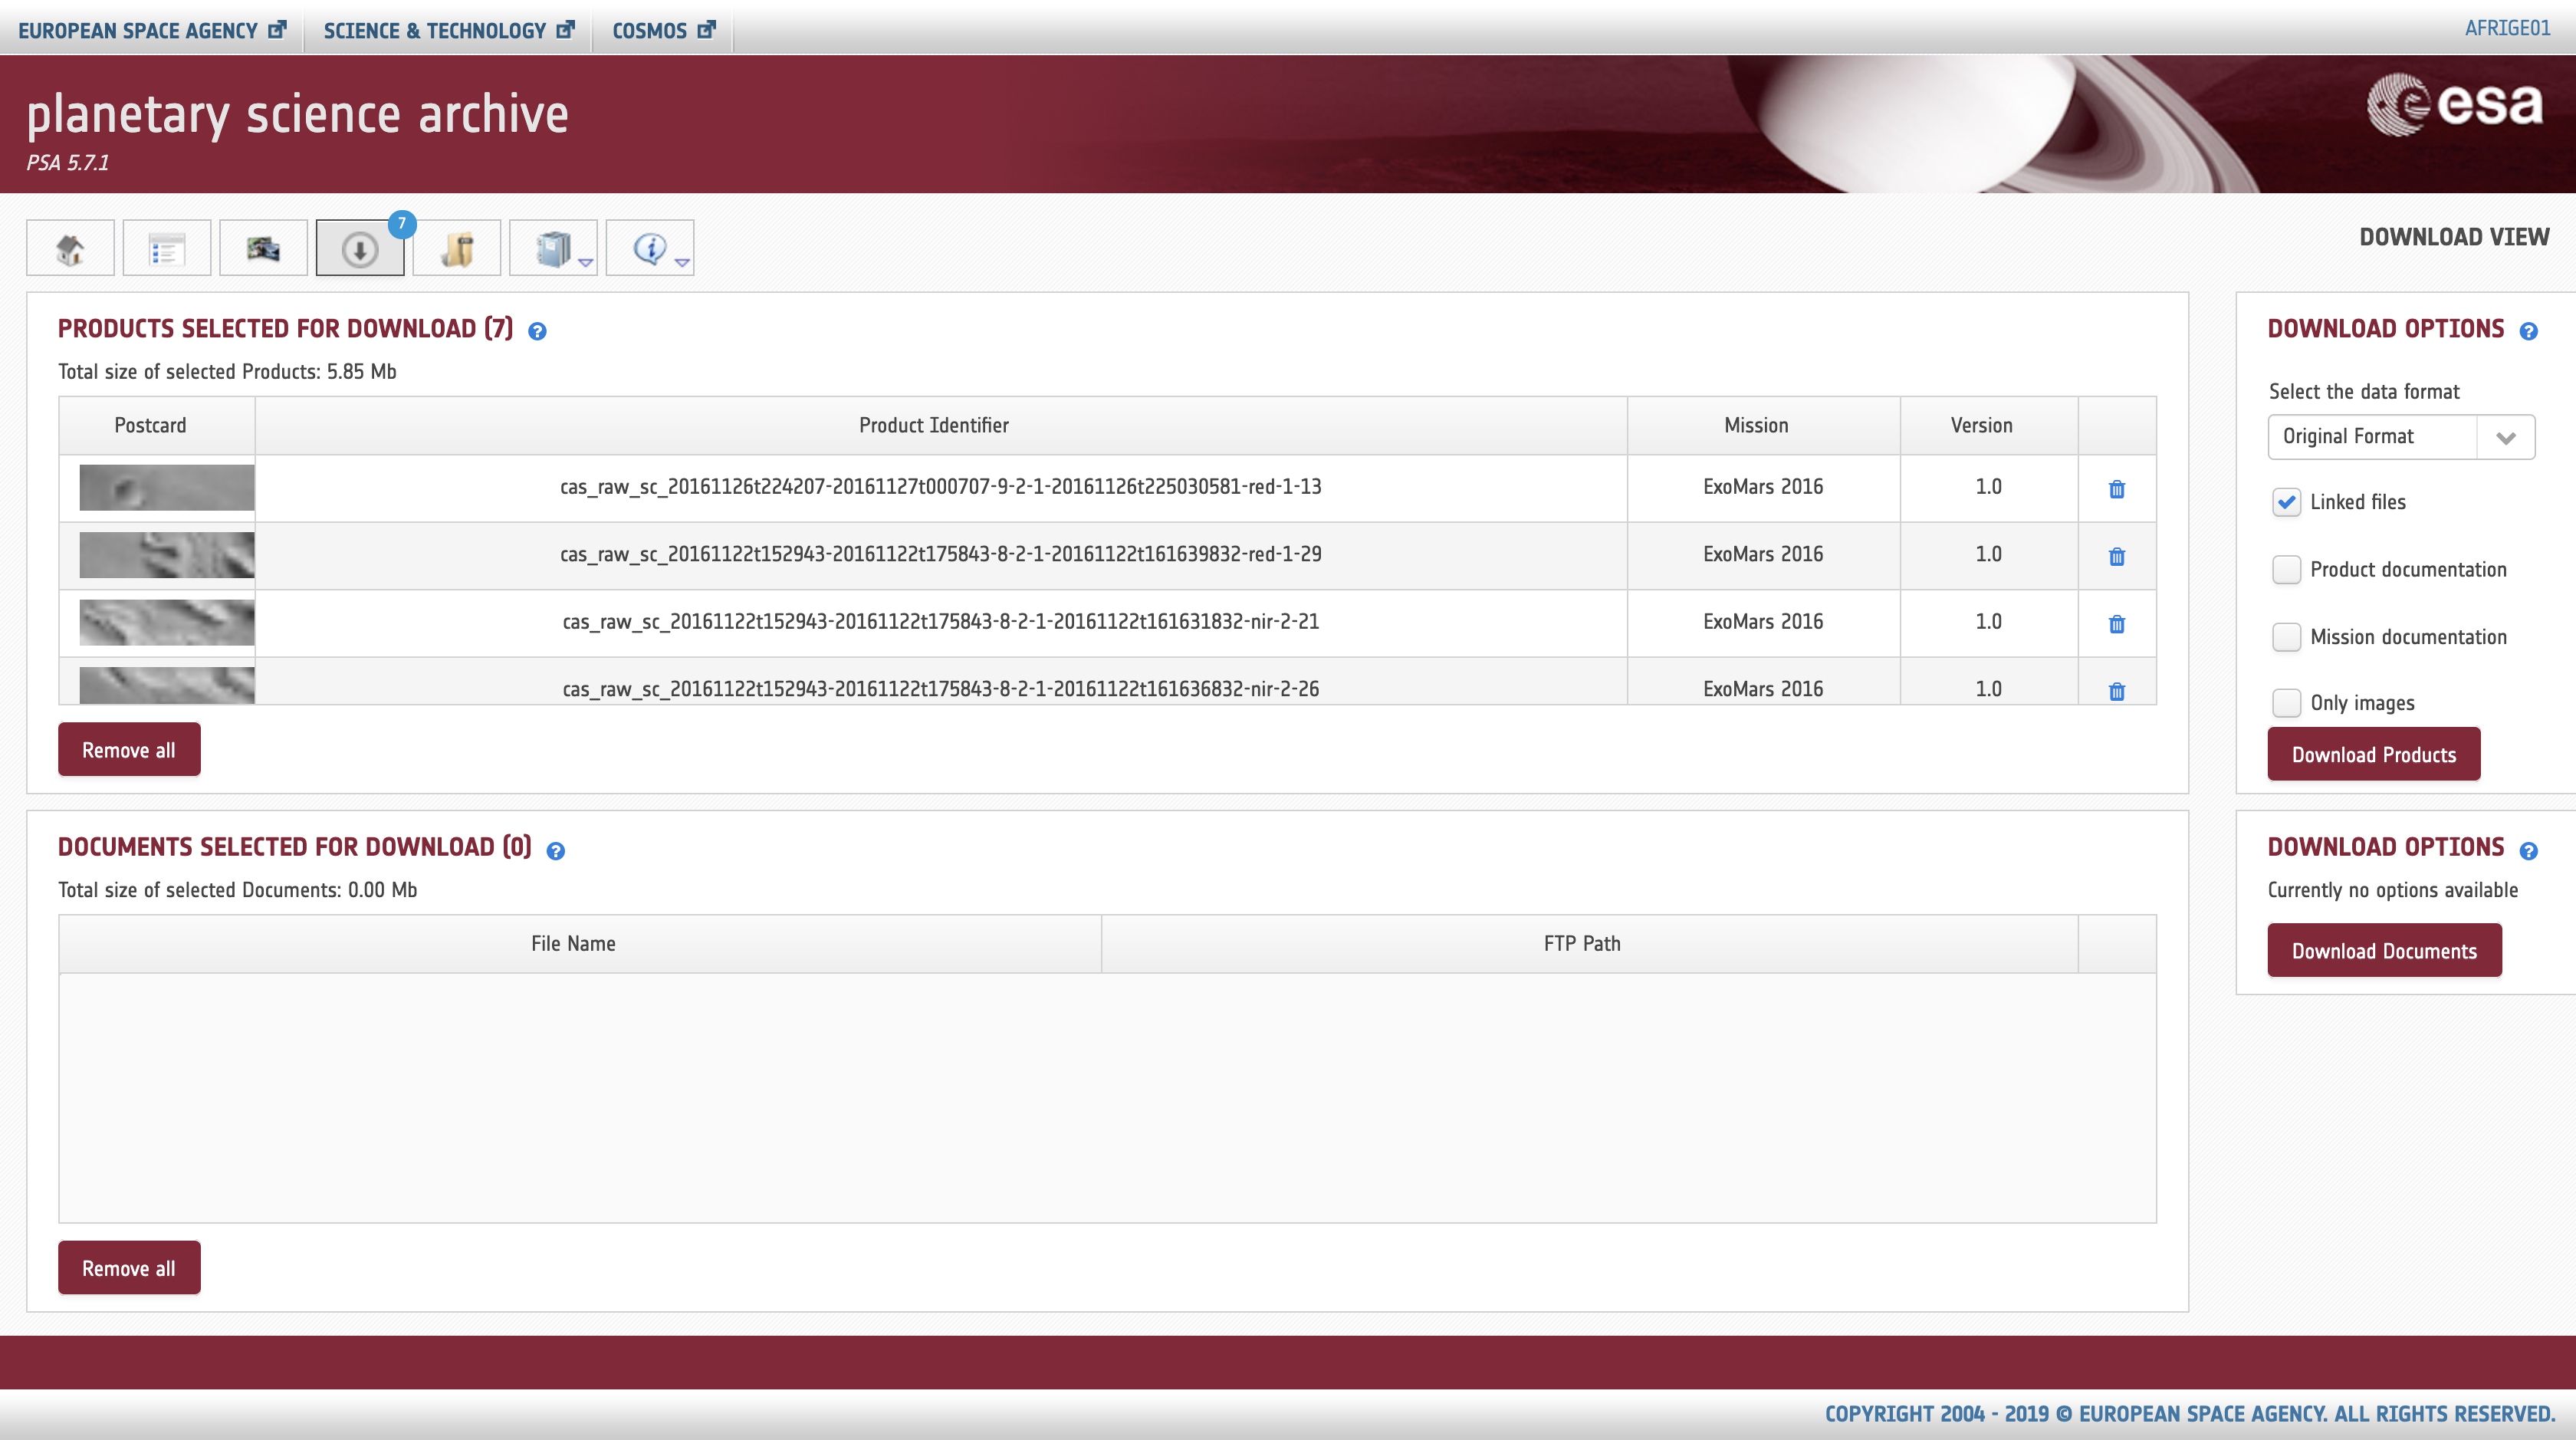 EUROPEAN SPACE AGENCY
SCIENCE & TECHNOLOGY
COSMOS
AFRIGE01
planetary science archive
PSA 5.7.1
esa
7
DOWNLOAD VIEW
PRODUCTS SELECTED FOR DOWNLOAD (7)
Total size of selected Products: 5.85 Mb
Postcard
Product Identifier
Mission
Version
cas_raw_sc_20161126t224207-20161127t000707-9-2-1-20161126t225030581-red-1-13
ExoMars 2016
1.0
cas_raw_sc_20161122t152943-20161122t175843-8-2-1-20161122t161639832-red-1-29
ExoMars 2016
1.0
cas_raw_sc_20161122t152943-20161122t175843-8-2-1-20161122t161631832-nir-2-21
ExoMars 2016
1.0
cas_raw_sc_20161122t152943-20161122t175843-8-2-1-20161122t161636832-nir-2-26
ExoMars 2016
1.0
Remove all
DOWNLOAD OPTIONS
Select the data format
Original Format
Linked files
Product documentation
Mission documentation
Only images
Download Products
DOCUMENTS SELECTED FOR DOWNLOAD (0)
Total size of selected Documents: 0.00 Mb
File Name
FTP Path
Remove all
DOWNLOAD OPTIONS
Currently no options available
Download Documents
COPYRIGHT 2004 - 2019 © EUROPEAN SPACE AGENCY. ALL RIGHTS RESERVED.